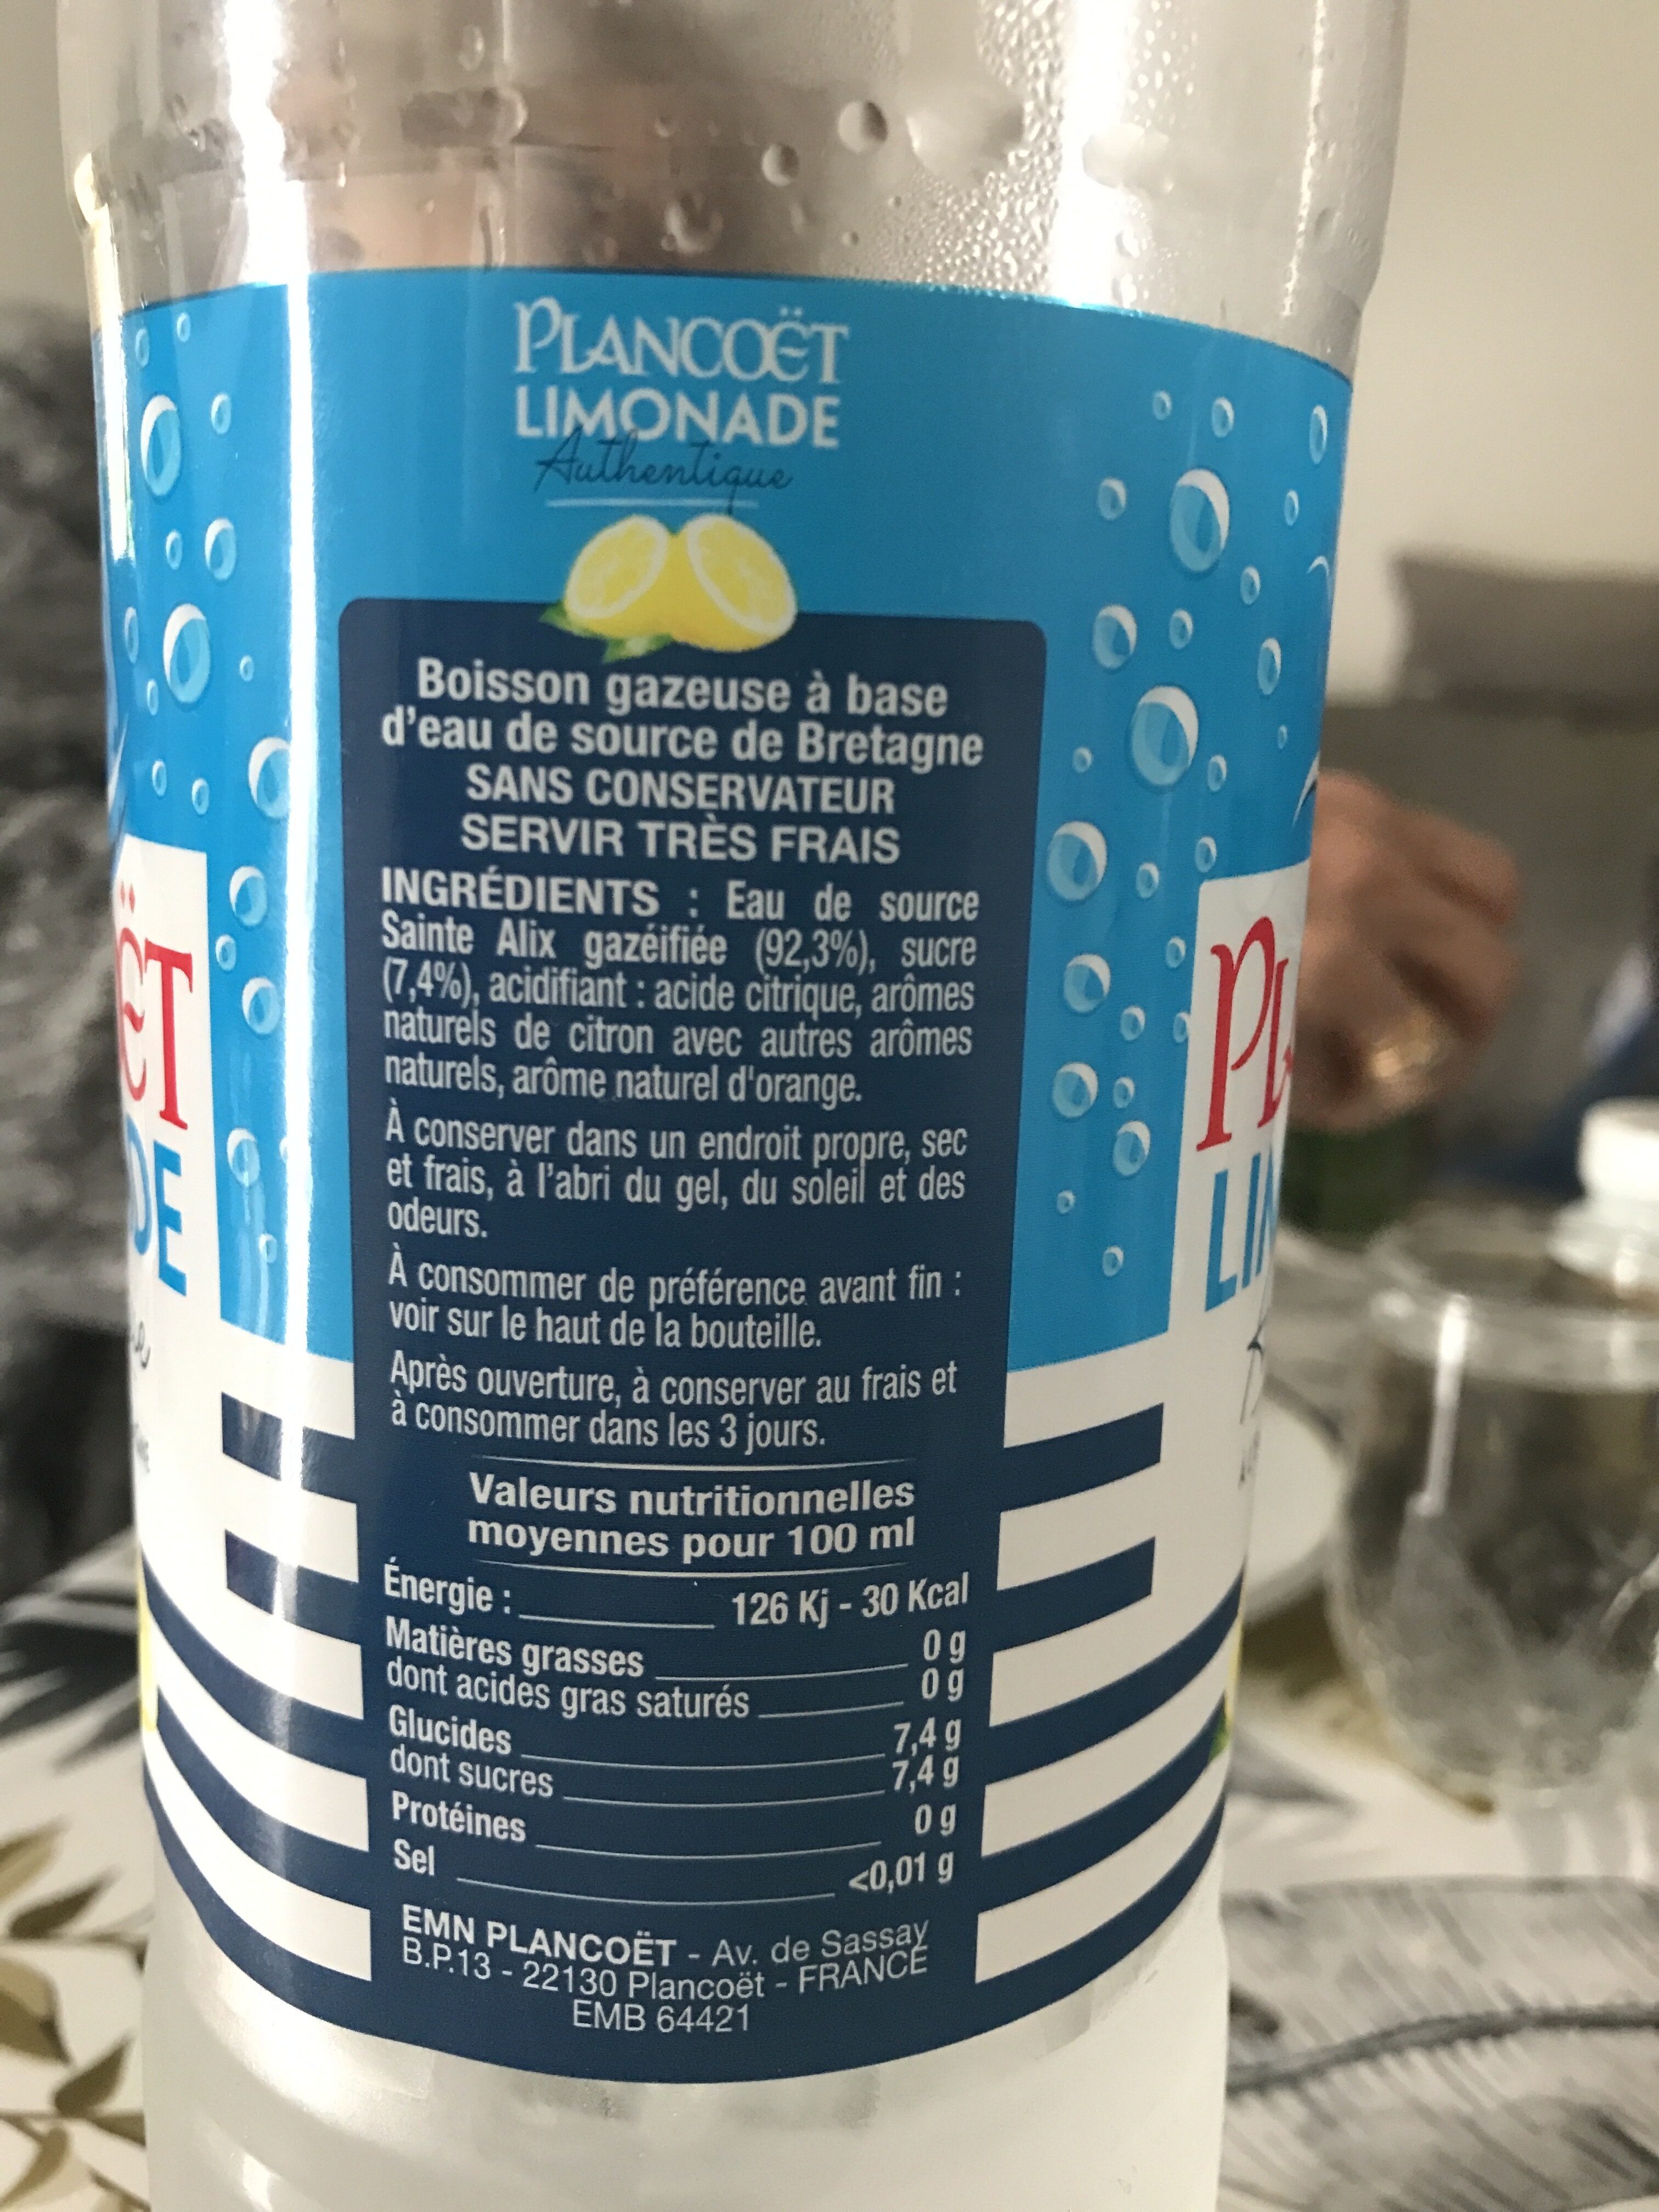 PLANCOËT
LIMONADE
Authentique
Boisson gazeuse à base
d'eau de source de Bretagne
SANS CONSERVATEUR
SERVIR TRÈS FRAIS
INGRÉDIENTS : Eau de source
Sainte Alix gazéifiée (92,3%), sucre
(7,4%), acidifiant : acide citrique, arômes
naturels de citron avec autres arômes
naturels, arôme naturel d'orange.
À conserver dans un endroit propre, sec
et frais, à l'abri du gel, du soleil et des
odeurs.
À consommer de préférence avant fin :
voir sur le haut de la bouteille.
Après ouverture, à conserver au frais et
à consommer dans les 3 jours.
Valeurs nutritionnelles
moyennes pour 100 ml
Énergie : 126 Kj - 30 Kcal
Matières grasses 0 g
dont acides gras saturés 0 g
Glucides 7,4 g
dont sucres 7,4 g
Protéines 0 g
Sel <0,01 g
EMN PLANCOËT - Av. de Sassay
B.P.13 - 22130 Plancoët - FRANCE
EMB 64421
ËT
DE
PL
LIM